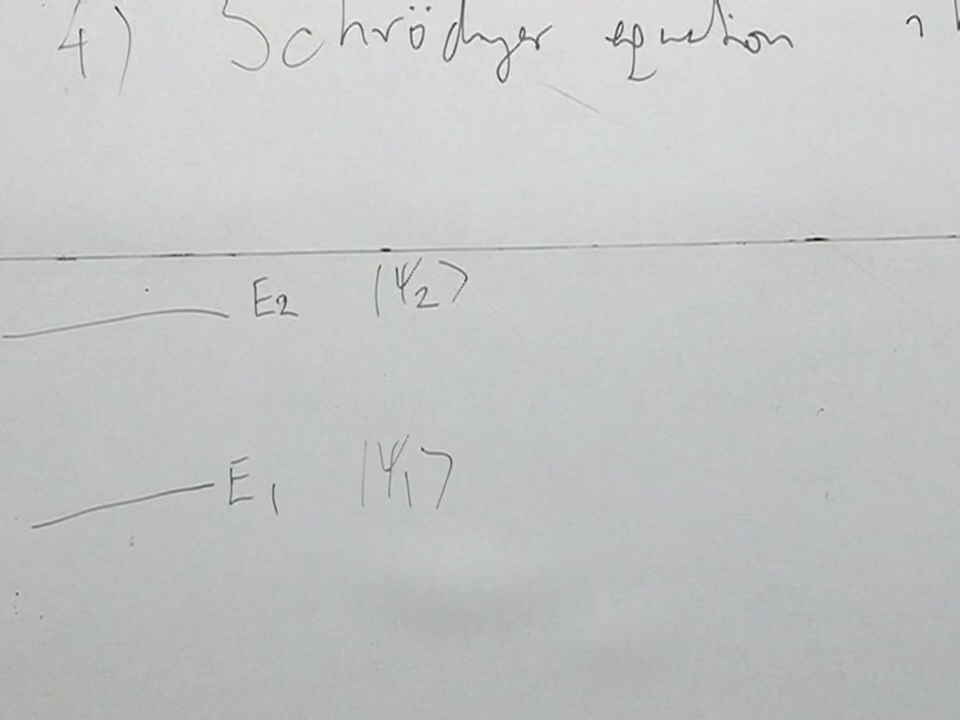 4) Schrödinger equation
E₂ |Ψ₂⟩
E₁ |Ψ₁⟩